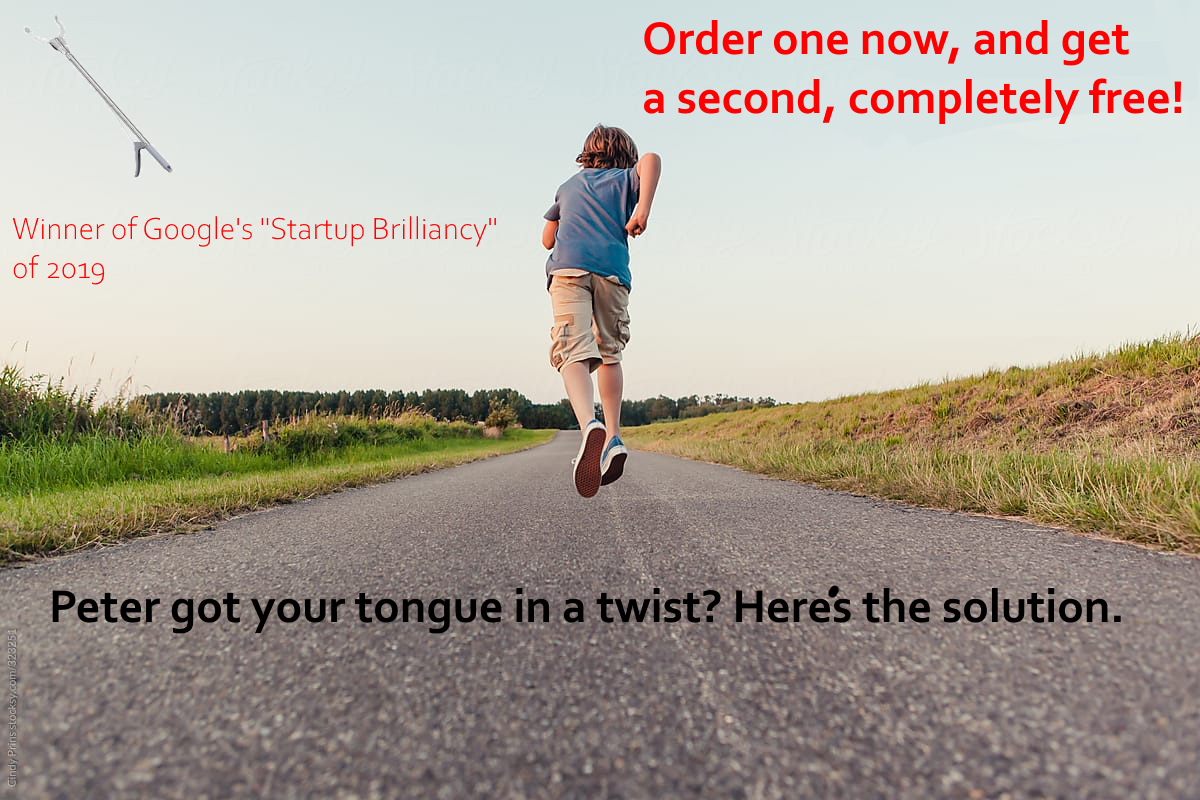 Order one now, and get
a second, completely free!
Winner of Google's "Startup Brilliancy"
of 2019
Peter got your tongue in a twist? Here's the solution.
Cindy Prins stocksy.com/323251